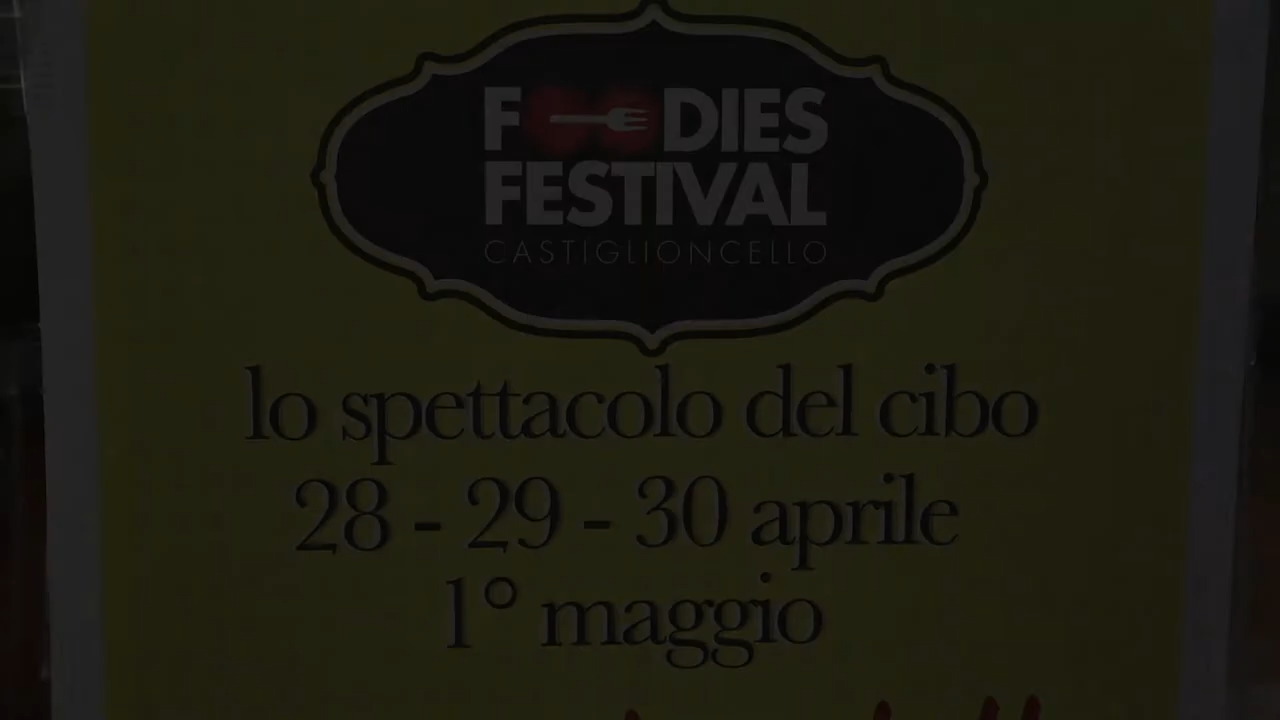 FOODIES
FESTIVAL
CASTIGLIONCELLO
lo spettacolo del cibo
28 - 29 - 30 aprile
1° maggio